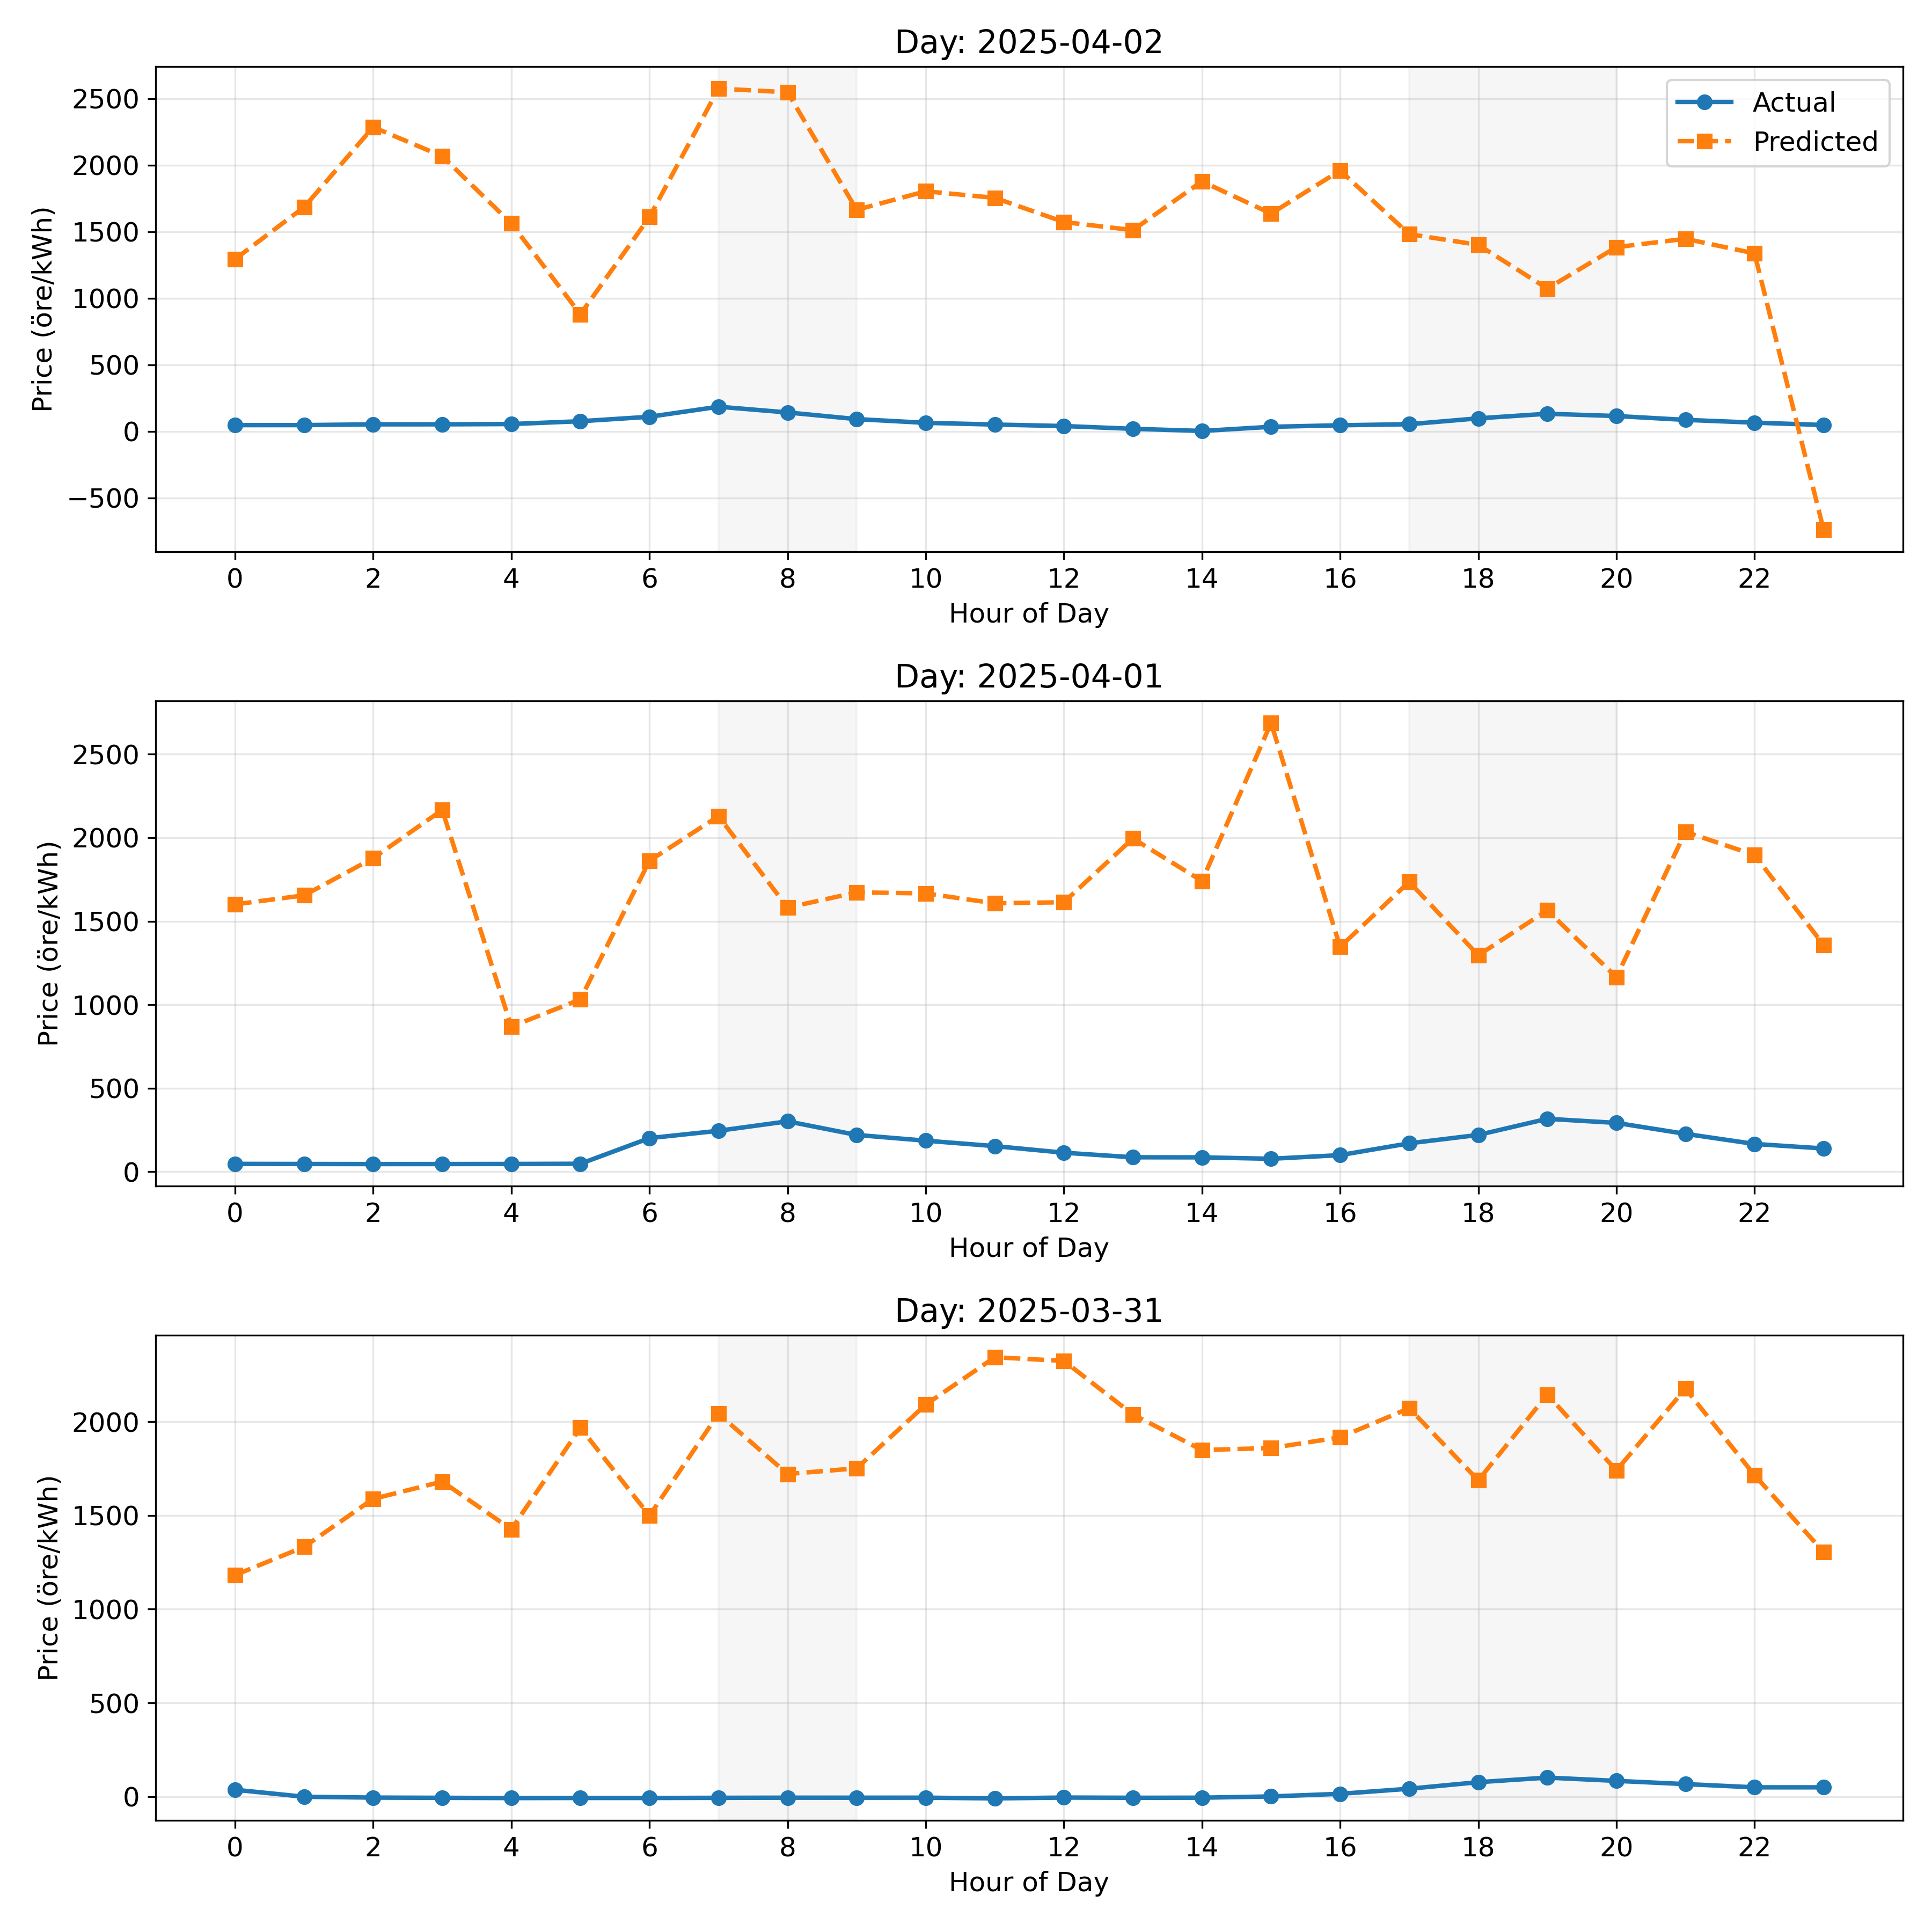 Day: 2025-04-02
Price (öre/kWh)
2500
2000
1500
1000
500
0
−500
Actual
Predicted
0 2 4 6 8 10 12 14 16 18 20 22
Hour of Day
Day: 2025-04-01
Price (öre/kWh)
2500
2000
1500
1000
500
0
0 2 4 6 8 10 12 14 16 18 20 22
Hour of Day
Day: 2025-03-31
Price (öre/kWh)
2000
1500
1000
500
0
0 2 4 6 8 10 12 14 16 18 20 22
Hour of Day